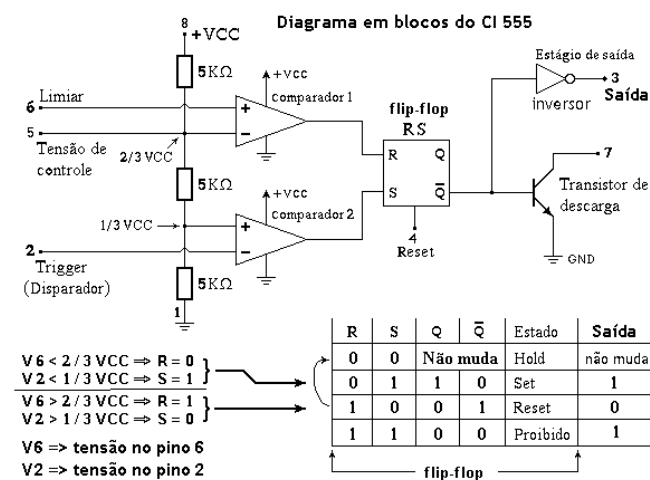 Diagrama em blocos do CI 555
8
+VCC
5KΩ
+VCC
Comparador 1
6 Limiar
5
Tensão de
controle
2/3 VCC
5KΩ
+VCC
Comparador 2
1/3 VCC
2
Trigger
(Disparador)
5KΩ
1
flip-flop
RS
R Q
S Q̅
4
Reset
Estágio de saída
3
Saída
inversor
7
Transistor de
descarga
GND
V6 < 2 / 3 VCC ⇒ R = 0
V2 < 1 / 3 VCC ⇒ S = 1
V6 > 2 / 3 VCC ⇒ R = 1
V2 > 1 / 3 VCC ⇒ S = 0
V6 => tensão no pino 6
V2 => tensão no pino 2
R S Q Q̅ Estado Saída
0 0 Não muda Hold não muda
0 1 1 0 Set 1
1 0 0 1 Reset 0
1 1 0 0 Proibido 1
flip-flop